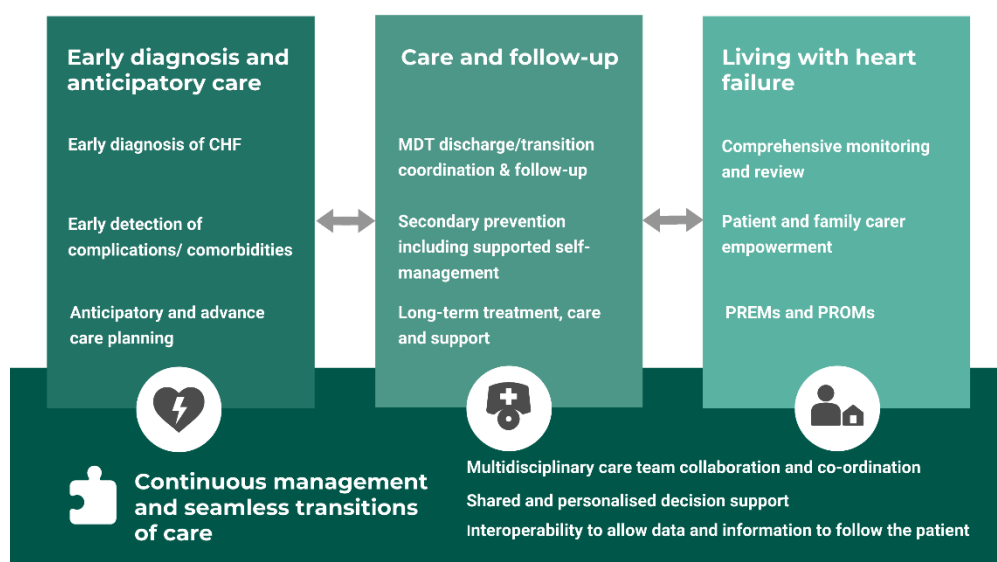 Early diagnosis and
anticipatory care
Early diagnosis of CHF
Early detection of
complications/ comorbidities
Anticipatory and advance
care planning
Care and follow-up
MDT discharge/transition
coordination & follow-up
Secondary prevention
including supported self-
management
Long-term treatment, care
and support
Living with heart
failure
Comprehensive monitoring
and review
Patient and family carer
empowerment
PREMs and PROMs
Continuous management
and seamless transitions
of care
Multidisciplinary care team collaboration and co-ordination
Shared and personalised decision support
Interoperability to allow data and information to follow the patient